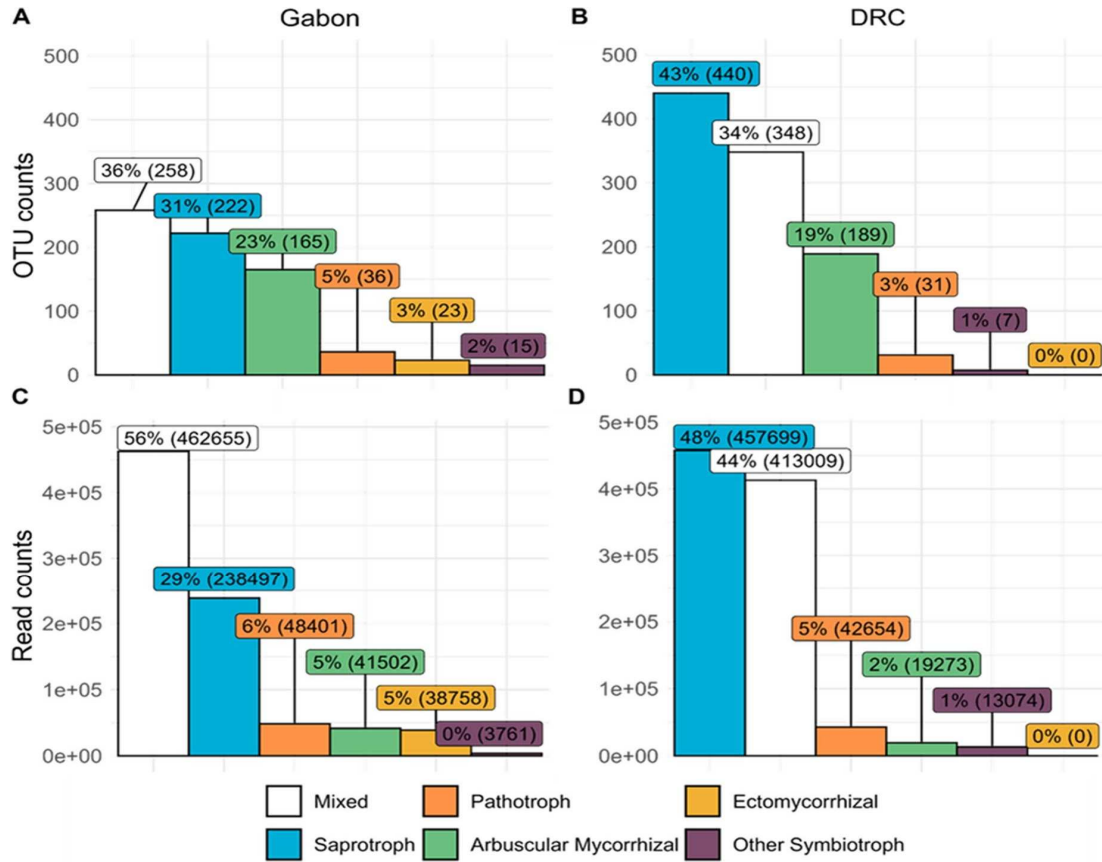 A Gabon B DRC
500
400
300
200
100
0
OTU counts
36% (258)
31% (222)
23% (165)
5% (36)
3% (23)
2% (15)
500
400
300
200
100
0
43% (440)
34% (348)
19% (189)
3% (31)
1% (7)
0% (0)
C
5e+05
4e+05
3e+05
2e+05
1e+05
0e+00
Read counts
56% (462655)
29% (238497)
6% (48401)
5% (41502)
5% (38758)
0% (3761)
D
5e+05
4e+05
3e+05
2e+05
1e+05
0e+00
48% (457699)
44% (413009)
5% (42654)
2% (19273)
1% (13074)
0% (0)
Mixed Pathotroph Ectomycorrhizal
Saprotroph Arbuscular Mycorrhizal Other Symbiotroph